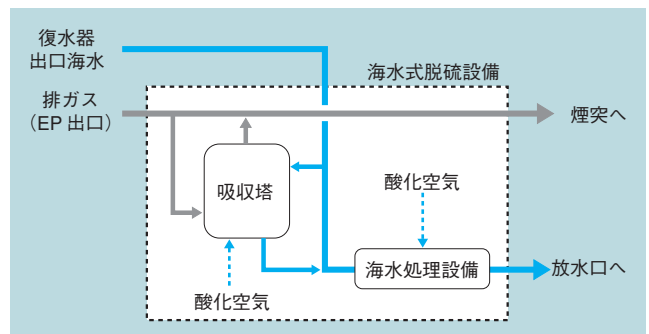 復水器
出口海水
海水式脱硫設備
排ガス
（EP 出口）
煙突へ
吸収塔
酸化空気
海水処理設備
放水口へ
酸化空気